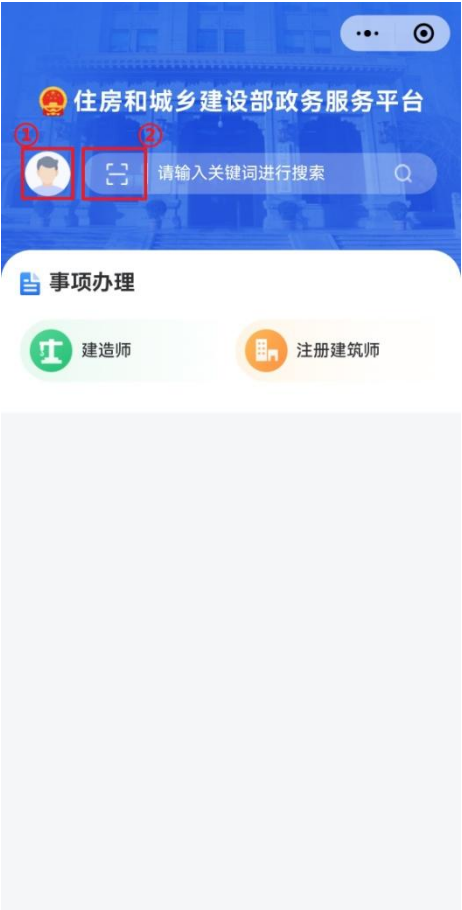 住房和城乡建设部政务服务平台
① ②
请输入关键词进行搜索
事项办理
建造师 注册建筑师